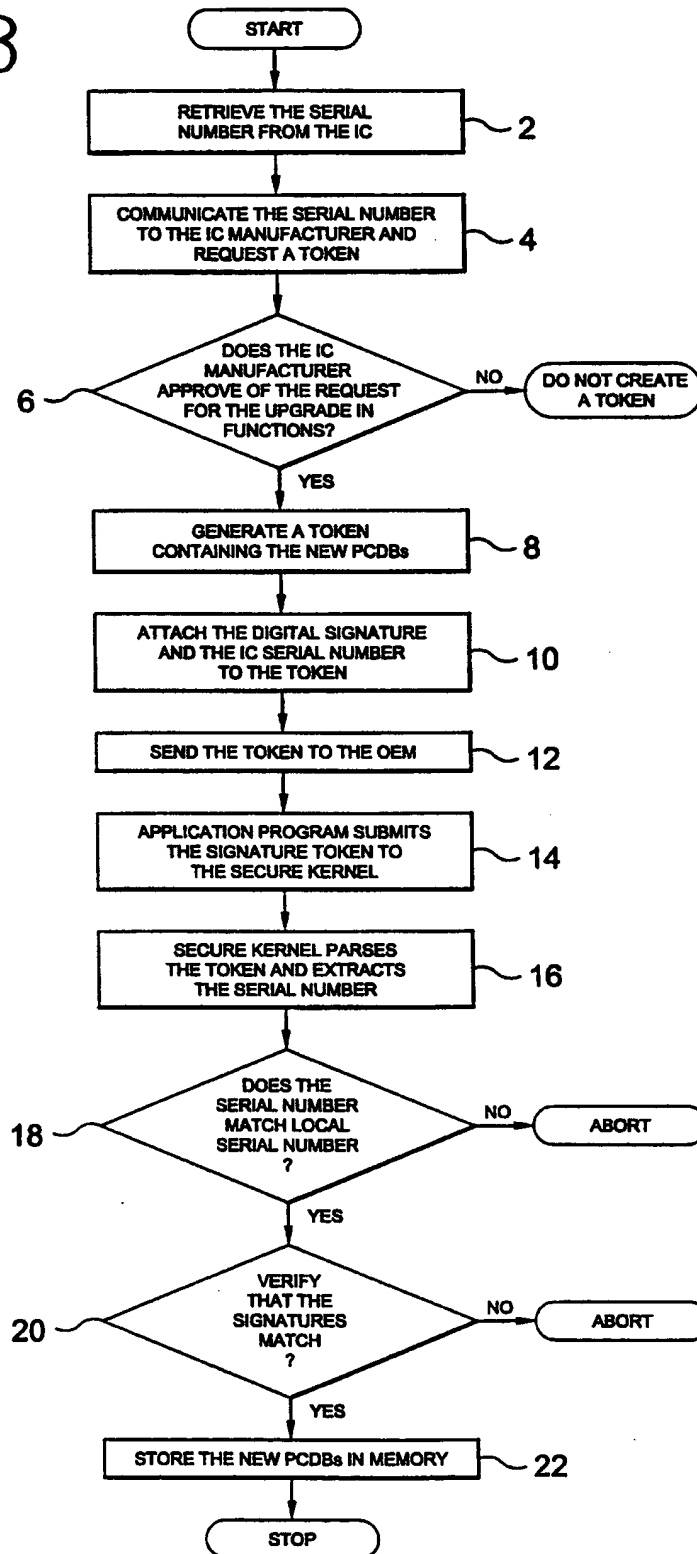 3
START
RETRIEVE THE SERIAL
NUMBER FROM THE IC
2
COMMUNICATE THE SERIAL NUMBER
TO THE IC MANUFACTURER AND
REQUEST A TOKEN
4
DOES THE IC
MANUFACTURER
APPROVE OF THE REQUEST
FOR THE UPGRADE IN
FUNCTIONS?
6
NO
DO NOT CREATE
A TOKEN
YES
GENERATE A TOKEN
CONTAINING THE NEW PCDBs
8
ATTACH THE DIGITAL SIGNATURE
AND THE IC SERIAL NUMBER
TO THE TOKEN
10
SEND THE TOKEN TO THE OEM
12
APPLICATION PROGRAM SUBMITS
THE SIGNATURE TOKEN TO
THE SECURE KERNEL
14
SECURE KERNEL PARSES
THE TOKEN AND EXTRACTS
THE SERIAL NUMBER
16
DOES THE
SERIAL NUMBER
MATCH LOCAL
SERIAL NUMBER
?
18
NO
ABORT
YES
VERIFY
THAT THE
SIGNATURES
MATCH
?
20
NO
ABORT
YES
STORE THE NEW PCDBs IN MEMORY
22
STOP